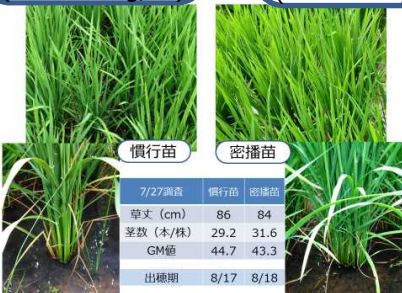 慣行苗
密播苗
7/27調査 慣行苗 密播苗
草丈（cm） 86 84
茎数（本/株） 29.2 31.6
GM値 44.7 43.3
出穂期 8/17 8/18